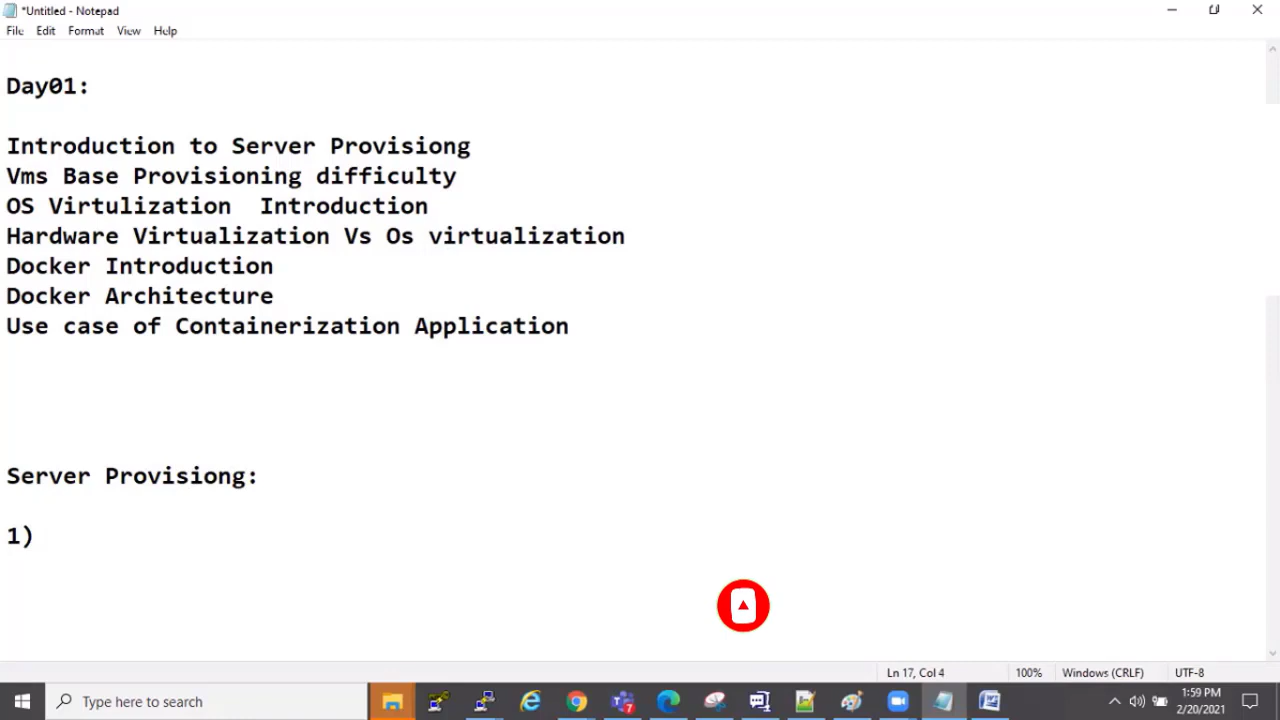 *Untitled - Notepad
File Edit Format View Help
Day01:
Introduction to Server Provisiong
Vms Base Provisioning difficulty
OS Virtulization  Introduction
Hardware Virtualization Vs Os virtualization
Docker Introduction
Docker Architecture
Use case of Containerization Application
Server Provisiong:
1)
Ln 17, Col 4 100% Windows (CRLF) UTF-8
Type here to search
1:59 PM
2/20/2021